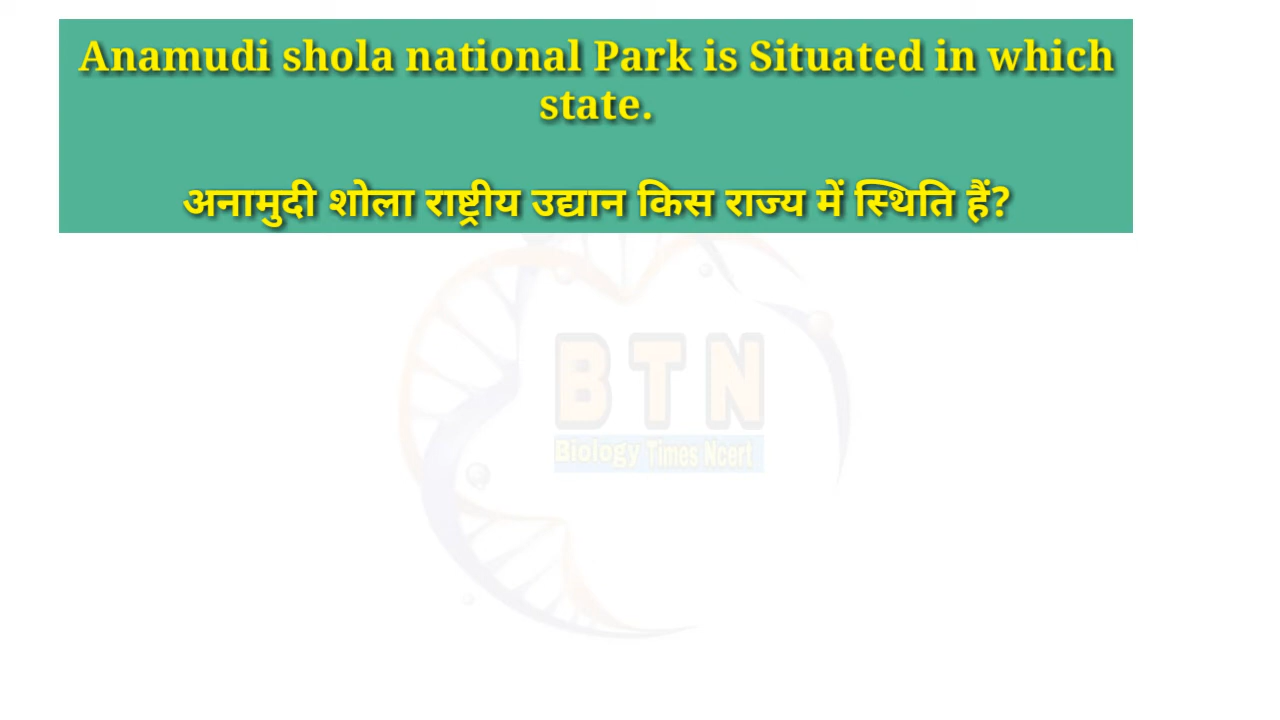 Anamudi shola national Park is Situated in which
state.
अनामुदी शोला राष्ट्रीय उद्यान किस राज्य में स्थिति हैं?
BTN
Biology Times Ncert